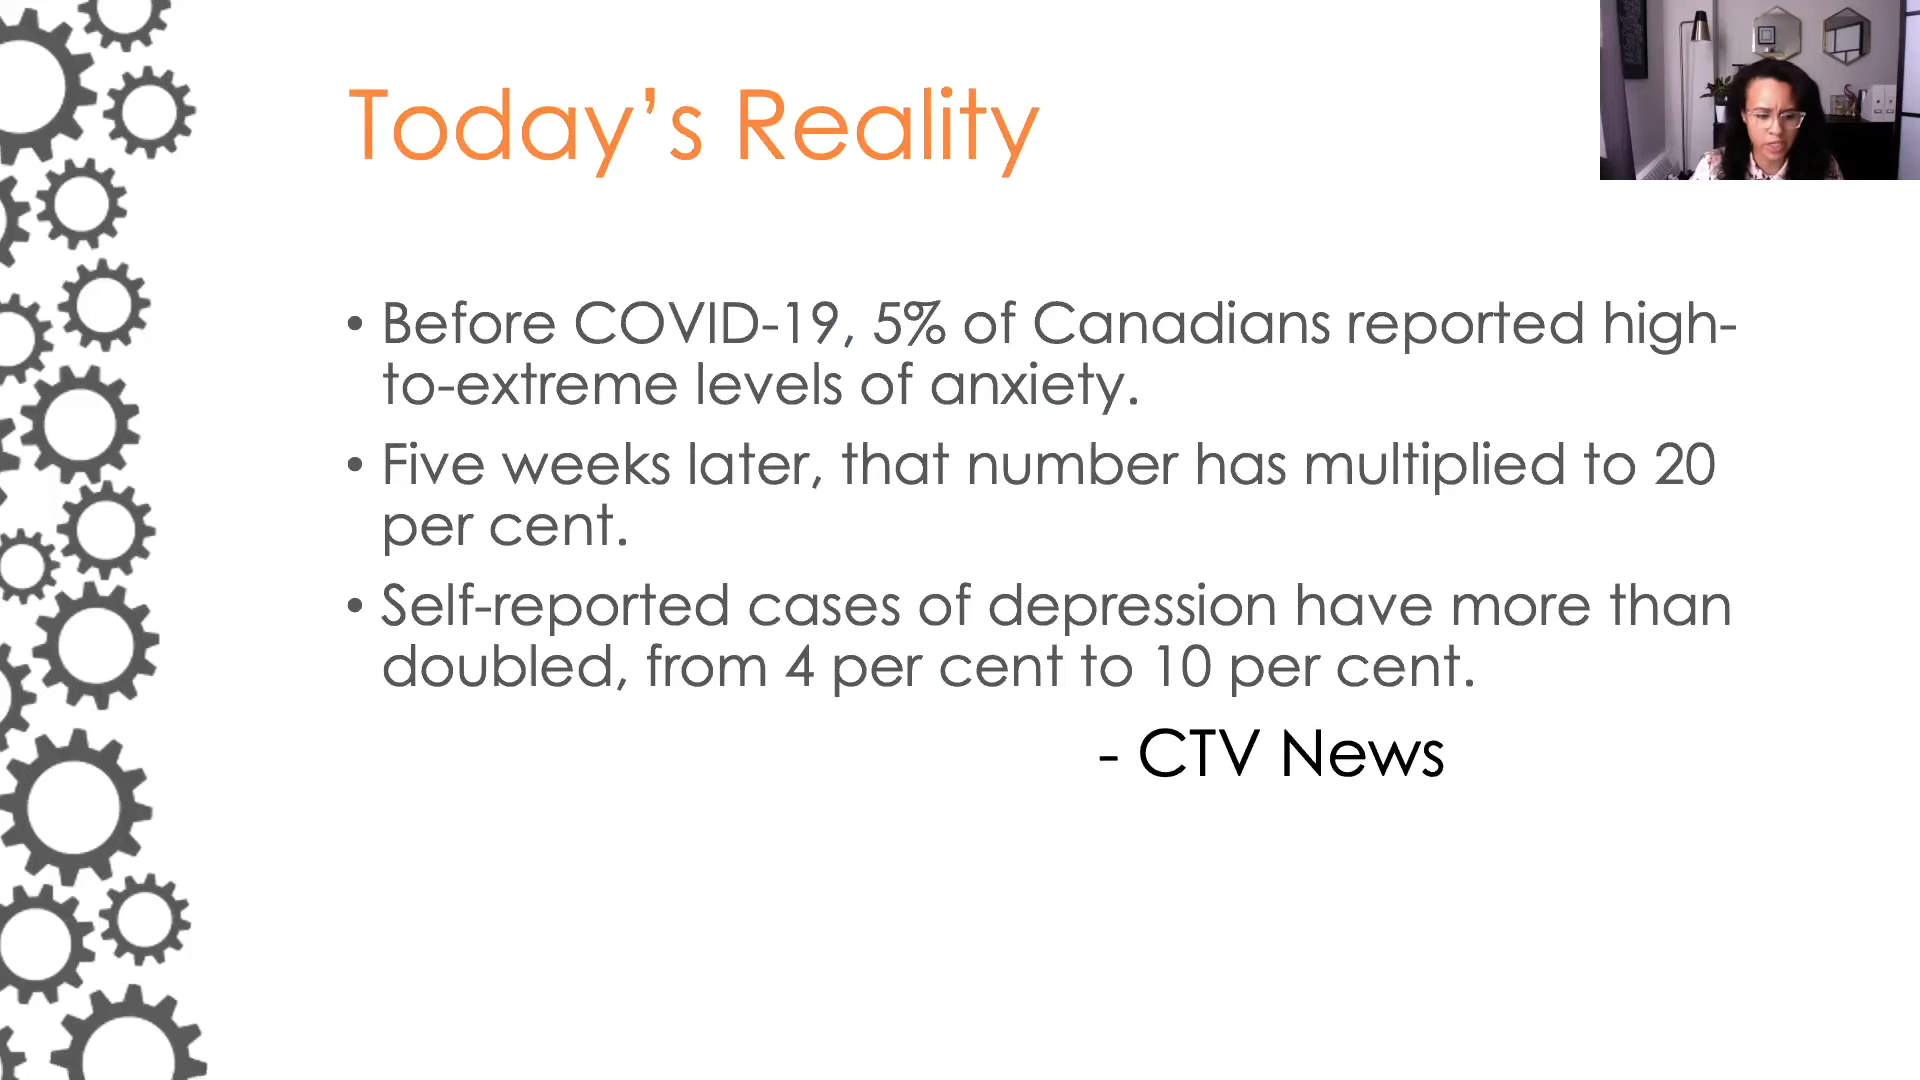 Today's Reality
• Before COVID-19, 5% of Canadians reported high-
to-extreme levels of anxiety.
• Five weeks later, that number has multiplied to 20
per cent.
• Self-reported cases of depression have more than
doubled, from 4 per cent to 10 per cent.
- CTV News